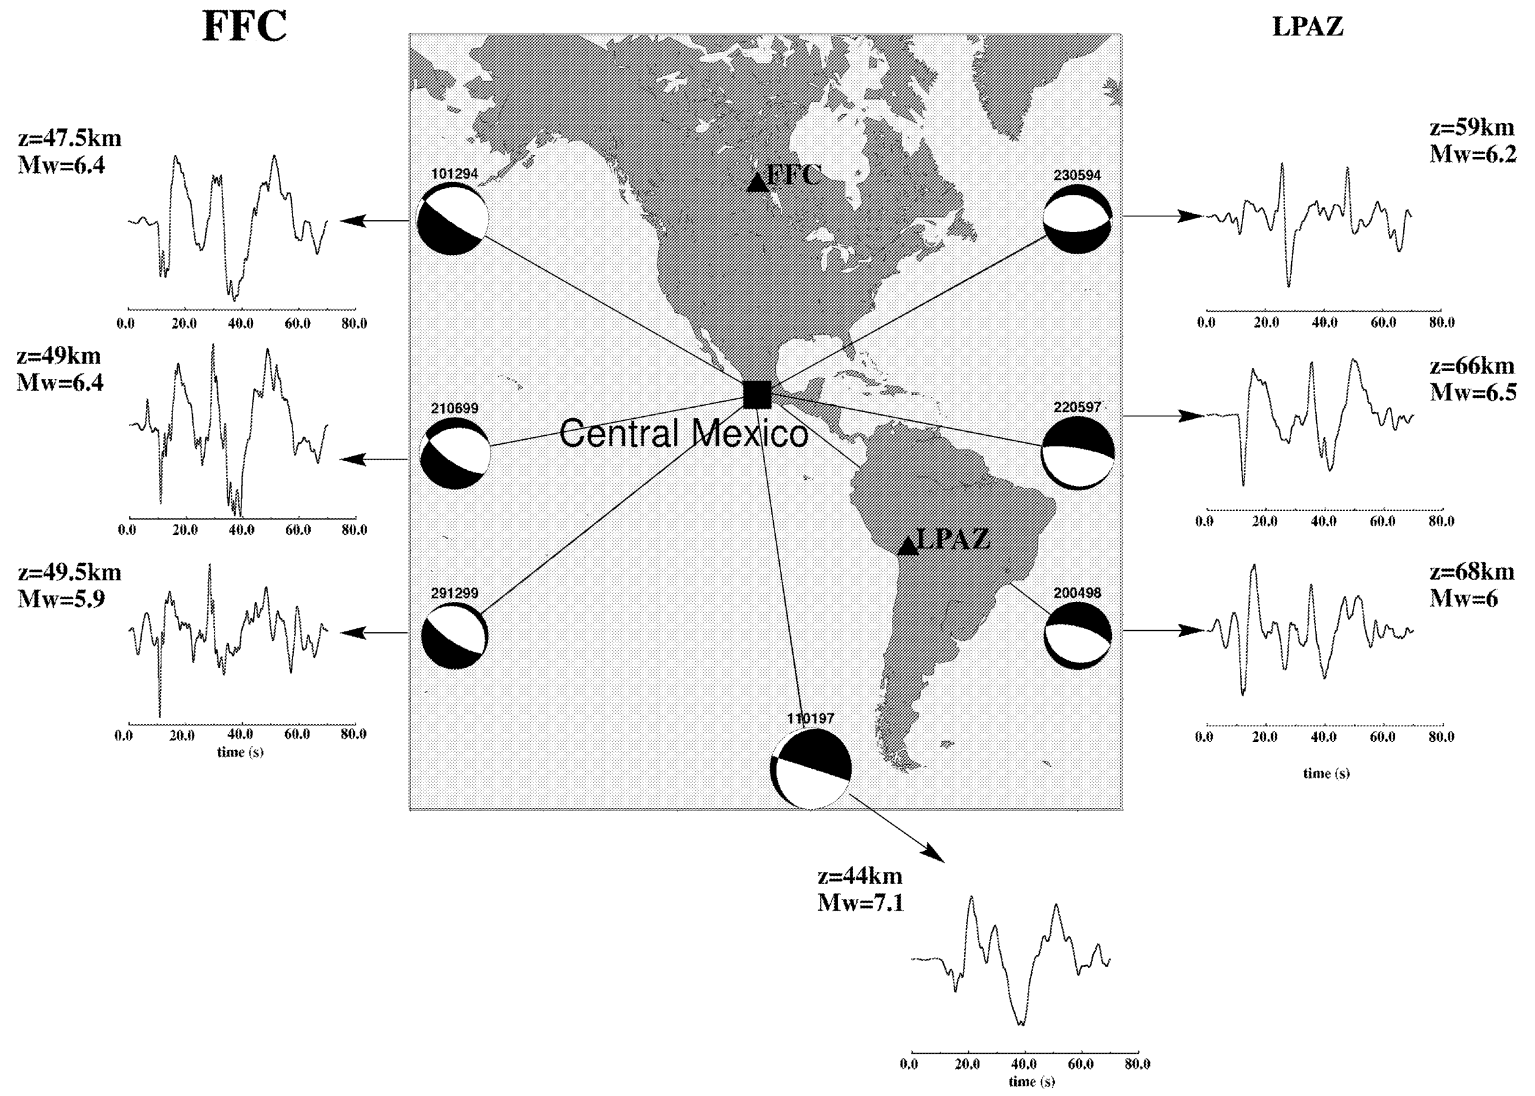 FFC
LPAZ
z=47.5km
Mw=6.4
101294
FFC
230594
z=59km
Mw=6.2
0.0 20.0 40.0 60.0 80.0
0.0 20.0 40.0 60.0 80.0
z=49km
Mw=6.4
210699
Central Mexico
220597
z=66km
Mw=6.5
0.0 20.0 40.0 60.0 80.0
0.0 20.0 40.0 60.0 80.0
LPAZ
z=49.5km
Mw=5.9
291299
200498
z=68km
Mw=6
0.0 20.0 40.0 60.0 80.0
time (s)
0.0 20.0 40.0 60.0 80.0
time (s)
110197
z=44km
Mw=7.1
0.0 20.0 40.0 60.0 80.0
time (s)